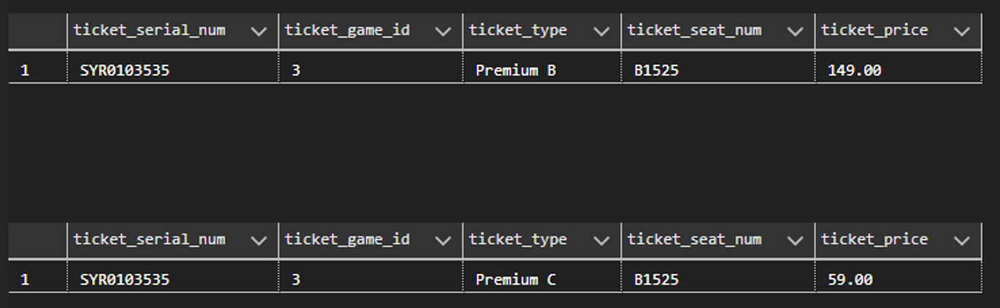 ticket_serial_num ticket_game_id ticket_type ticket_seat_num ticket_price
1 SYR0103535 3 Premium B B1525 149.00
ticket_serial_num ticket_game_id ticket_type ticket_seat_num ticket_price
1 SYR0103535 3 Premium C B1525 59.00